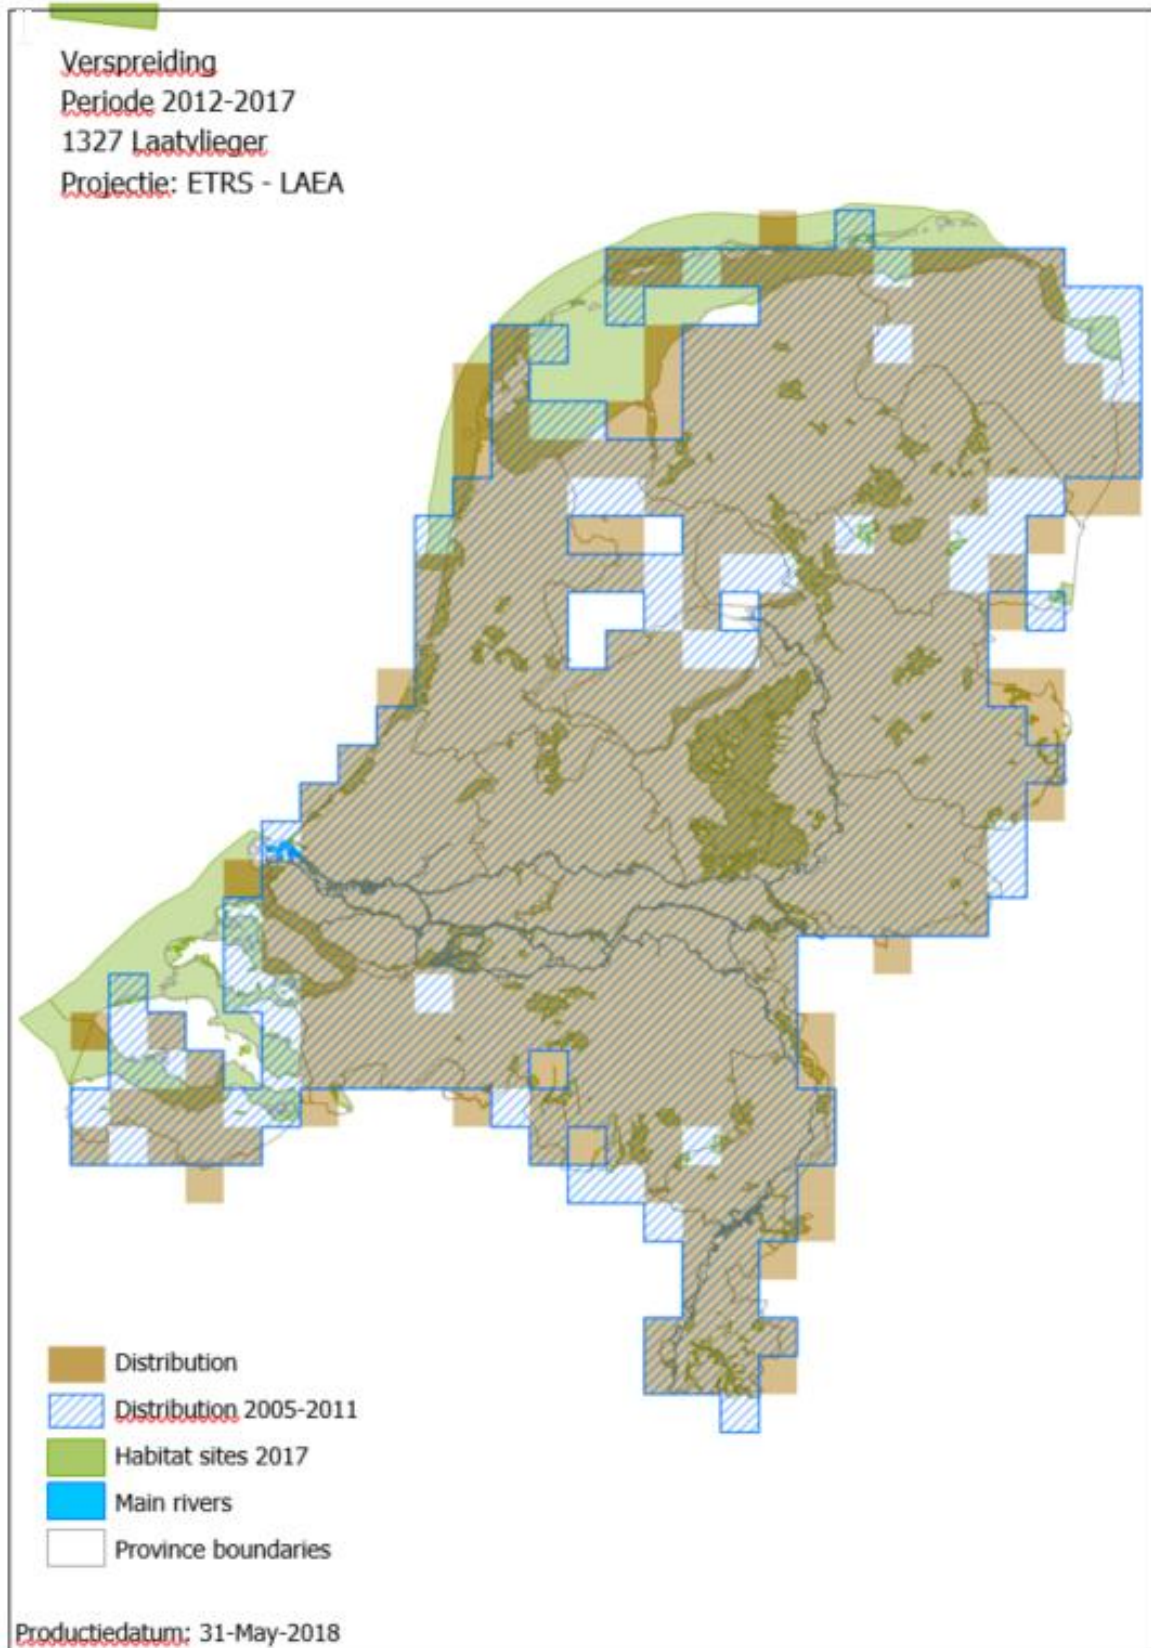 Verspreiding
Periode 2012-2017
1327 Laatvlieger
Projectie: ETRS - LAEA
Distribution
Distribution 2005-2011
Habitat sites 2017
Main rivers
Province boundaries
Productiedatum: 31-May-2018